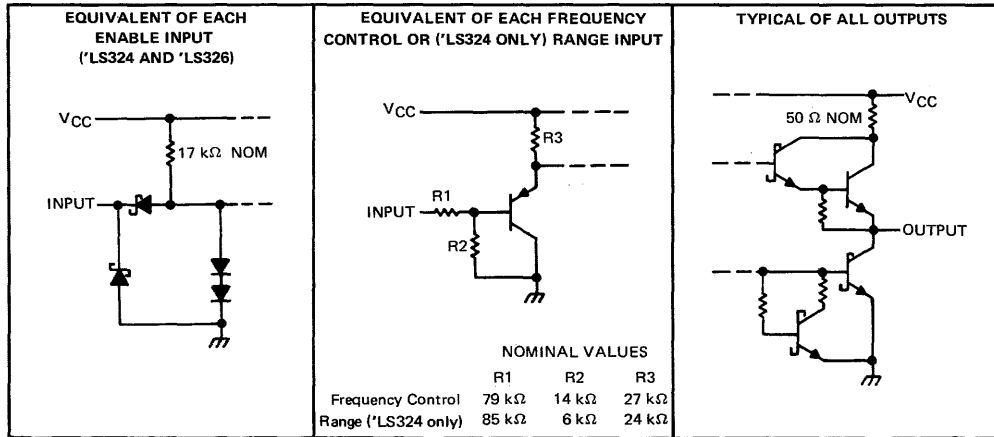 EQUIVALENT OF EACH
ENABLE INPUT
('LS324 AND 'LS326)
VCC
17 kΩ NOM
INPUT
EQUIVALENT OF EACH FREQUENCY
CONTROL OR ('LS324 ONLY) RANGE INPUT
VCC
R3
R1
INPUT
R2
NOMINAL VALUES
R1 R2 R3
Frequency Control 79 kΩ 14 kΩ 27 kΩ
Range ('LS324 only) 85 kΩ 6 kΩ 24 kΩ
TYPICAL OF ALL OUTPUTS
VCC
50 Ω NOM
OUTPUT